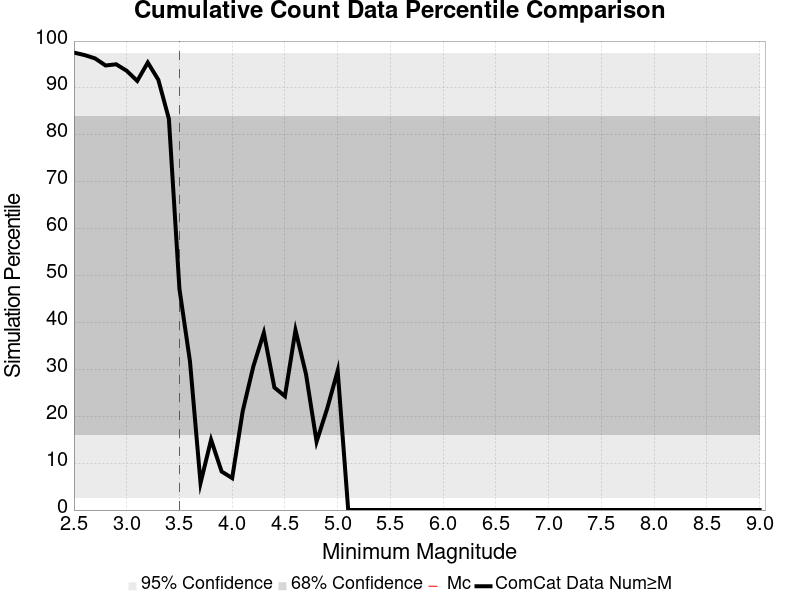 Cumulative Count Data Percentile Comparison
100
90
80
70
60
50
40
30
20
10
0
Simulation Percentile
2.5 3.0 3.5 4.0 4.5 5.0 5.5 6.0 6.5 7.0 7.5 8.0 8.5 9.0
Minimum Magnitude
95% Confidence 68% Confidence Mc ComCat Data Num≥M